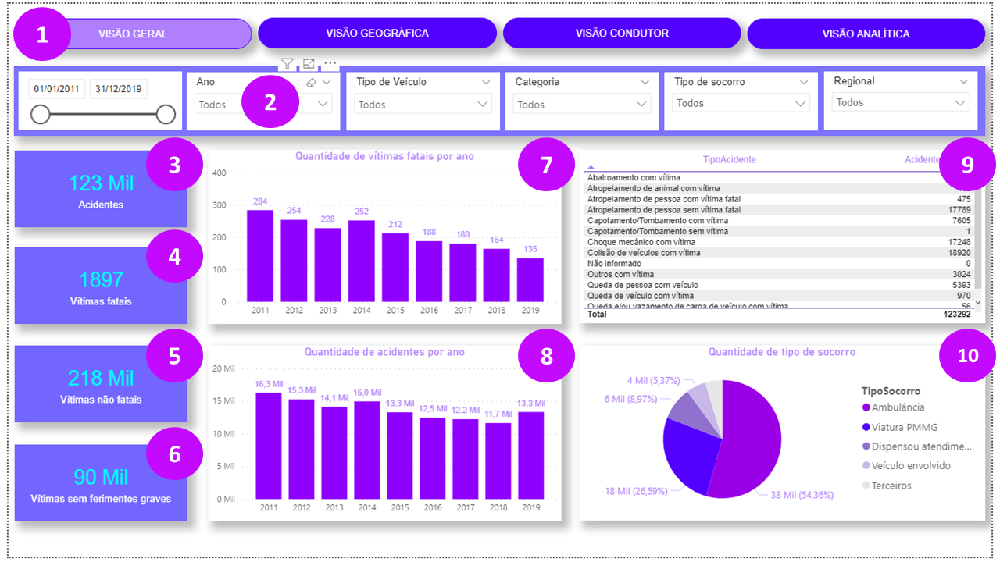 1
VISÃO GERAL
VISÃO GEOGRÁFICA
VISÃO CONDUTOR
VISÃO ANALÍTICA
01/01/2011
31/12/2019
Ano
Todos
2
Tipo de Veículo
Todos
Categoria
Todos
Tipo de socorro
Todos
Regional
Todos
3
123 Mil
Acidentes
4
1897
Vítimas fatais
5
218 Mil
Vítimas não fatais
6
90 Mil
Vítimas sem ferimentos graves
Quantidade de vítimas fatais por ano
7
400
300
200
100
0
284
254
228
252
212
188
180
164
135
2011 2012 2013 2014 2015 2016 2017 2018 2019
Quantidade de acidentes por ano
8
20 Mil
15 Mil
10 Mil
5 Mil
0 Mil
16,3 Mil
15,3 Mil
14,1 Mil
15,0 Mil
13,3 Mil
12,5 Mil
12,2 Mil
11,7 Mil
13,3 Mil
2011 2012 2013 2014 2015 2016 2017 2018 2019
TipoAcidente
9
Abalroamento com vítima
Atropelamento de animal com vítima
Atropelamento de pessoa com vítima fatal 475
Atropelamento de pessoa sem vítima fatal 17789
Capotamento/Tombamento com vítima 7605
Capotamento/Tombamento sem vítima 1
Choque mecânico com vítima 17248
Colisão de veículos com vítima 18920
Não informado 0
Outros com vítima 3024
Queda de pessoa com veículo 5393
Queda de veículo com vítima 970
Queda e/ou vazamento de carga de veículo com vítima 56
Total 123292
Quantidade de tipo de socorro
10
4 Mil (5,37%)
6 Mil (8,97%)
18 Mil (26,59%)
38 Mil (54,36%)
TipoSocorro
Ambulância
Viatura PMMG
Dispensou atendime...
Veículo envolvido
Terceiros